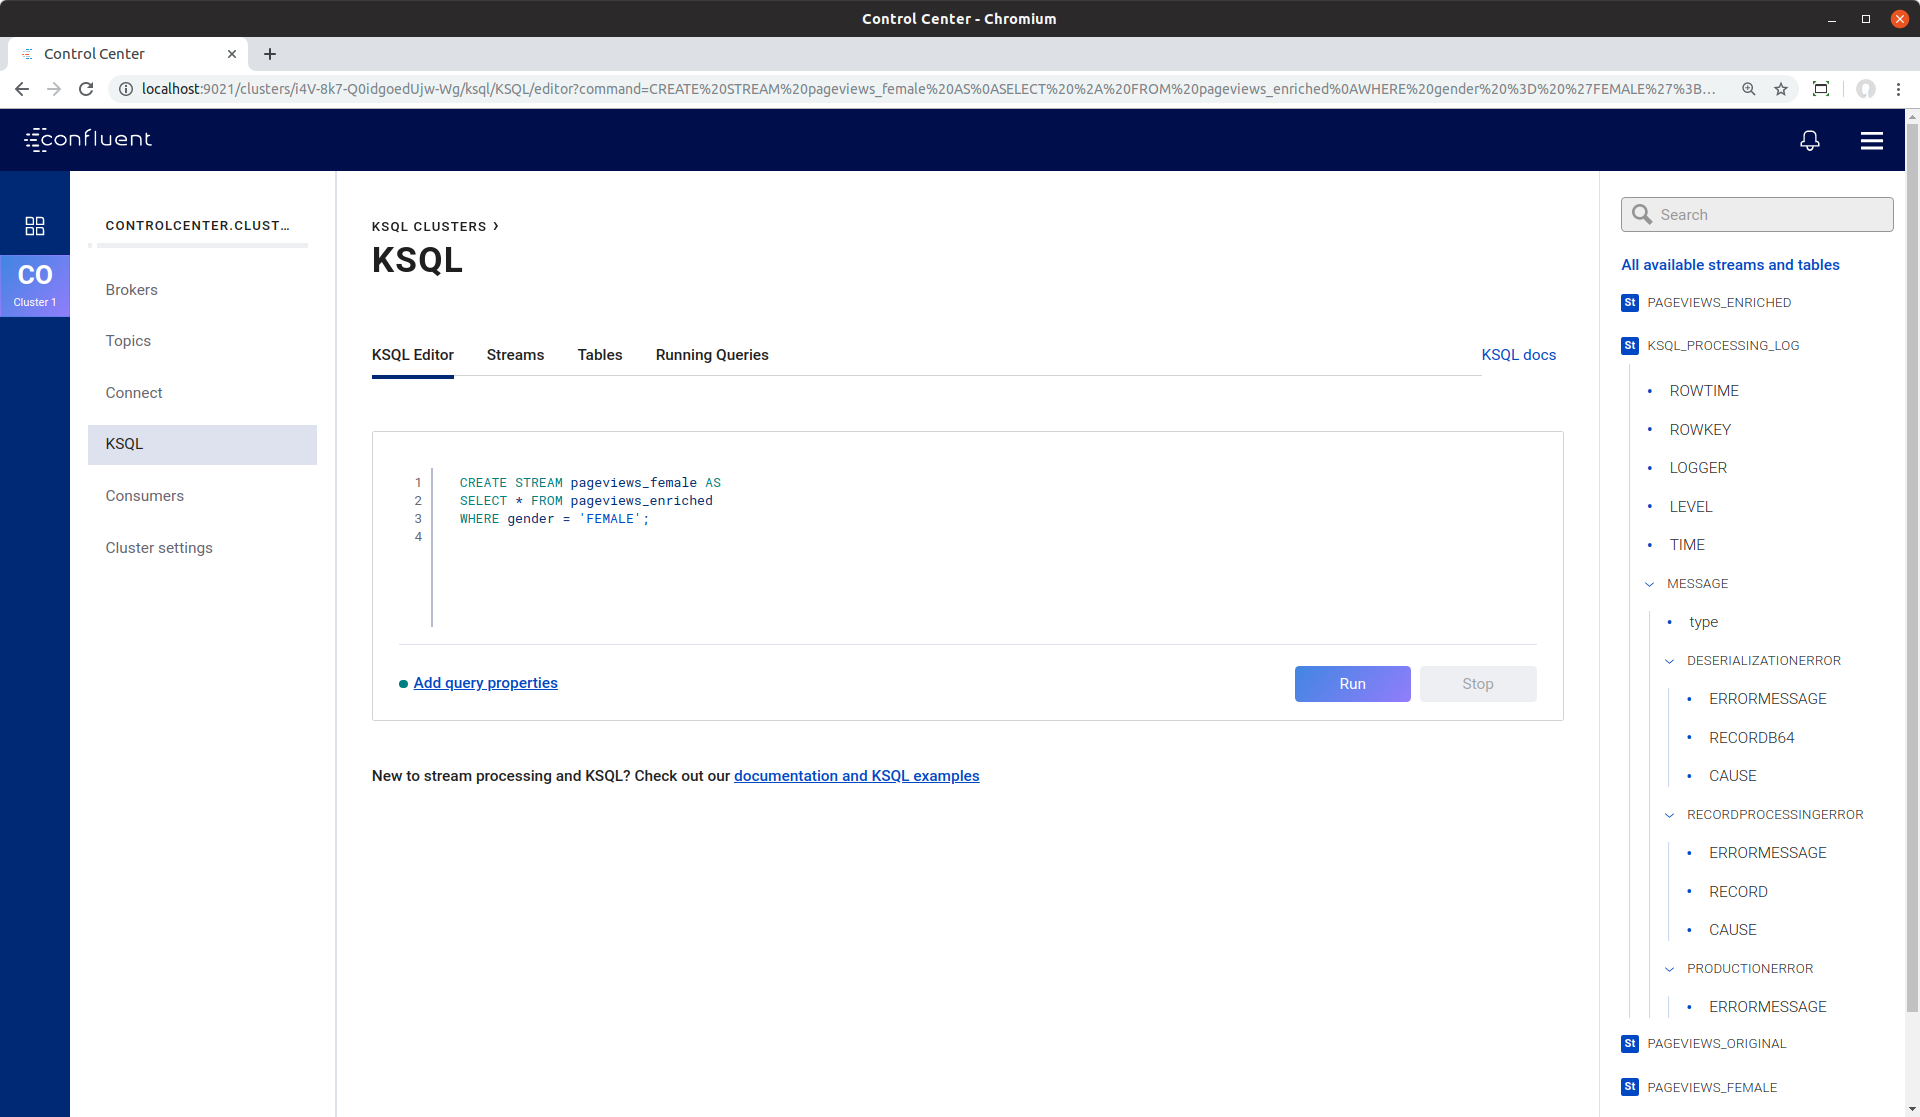 Control Center - Chromium
Control Center
localhost:9021/clusters/i4V-8k7-Q0idgoedUjw-Wg/ksql/KSQL/editor?command=CREATE%20STREAM%20pageviews_female%20AS%0ASELECT%20%2A%20FROM%20pageviews_enriched%0AWHERE%20gender%20%3D%20%27FEMALE%27%3B...
confluent
CO
Cluster 1
CONTROLCENTER.CLUST...
Brokers
Topics
Connect
KSQL
Consumers
Cluster settings
KSQL CLUSTERS ›
KSQL
KSQL Editor Streams Tables Running Queries KSQL docs
1 CREATE STREAM pageviews_female AS
2 SELECT * FROM pageviews_enriched
3 WHERE gender = 'FEMALE';
4
Add query properties
Run
Stop
New to stream processing and KSQL? Check out our documentation and KSQL examples
Search
All available streams and tables
St PAGEVIEWS_ENRICHED
St KSQL_PROCESSING_LOG
• ROWTIME
• ROWKEY
• LOGGER
• LEVEL
• TIME
MESSAGE
• type
DESERIALIZATIONERROR
• ERRORMESSAGE
• RECORDB64
• CAUSE
RECORDPROCESSINGERROR
• ERRORMESSAGE
• RECORD
• CAUSE
PRODUCTIONERROR
• ERRORMESSAGE
St PAGEVIEWS_ORIGINAL
St PAGEVIEWS_FEMALE